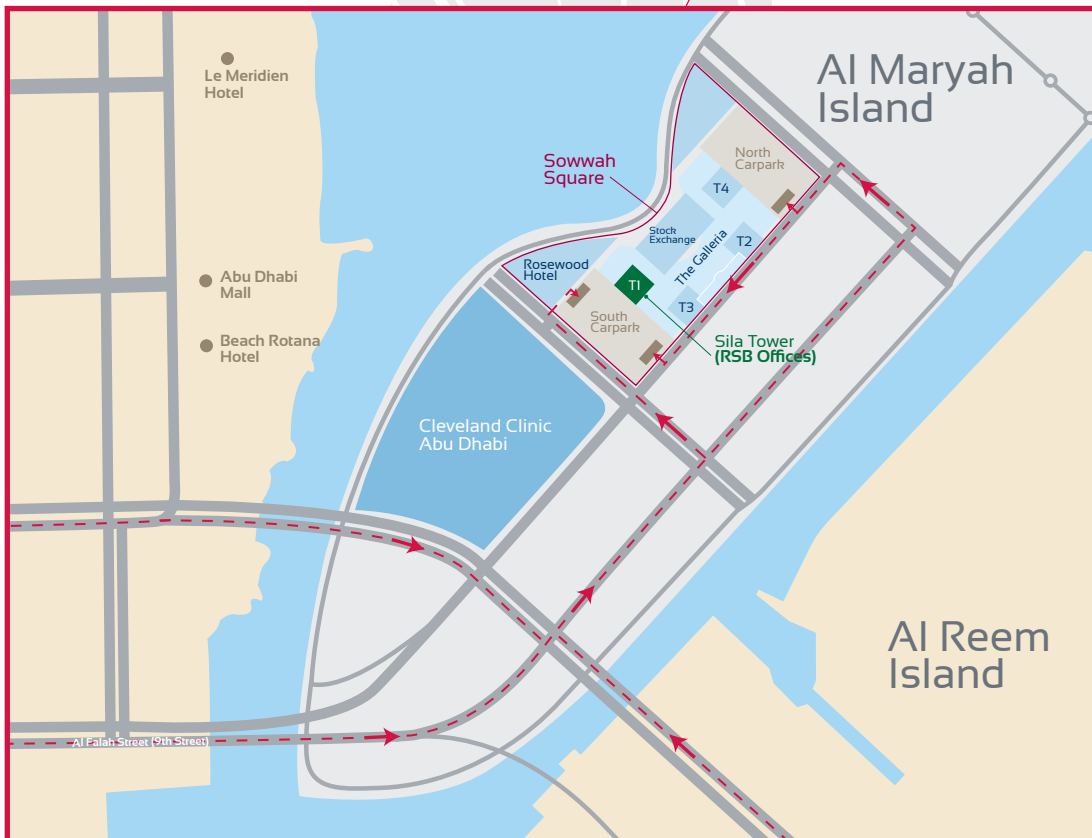 Le Meridien
Hotel
Al Maryah
Island
North
Carpark
Sowwah
Square
T4
Stock
Exchange
The Galleria
T2
Rosewood
Hotel
T1
T3
South
Carpark
Abu Dhabi
Mall
Beach Rotana
Hotel
Sila Tower
(RSB Offices)
Cleveland Clinic
Abu Dhabi
Al Reem
Island
Al Falah Street (9th Street)